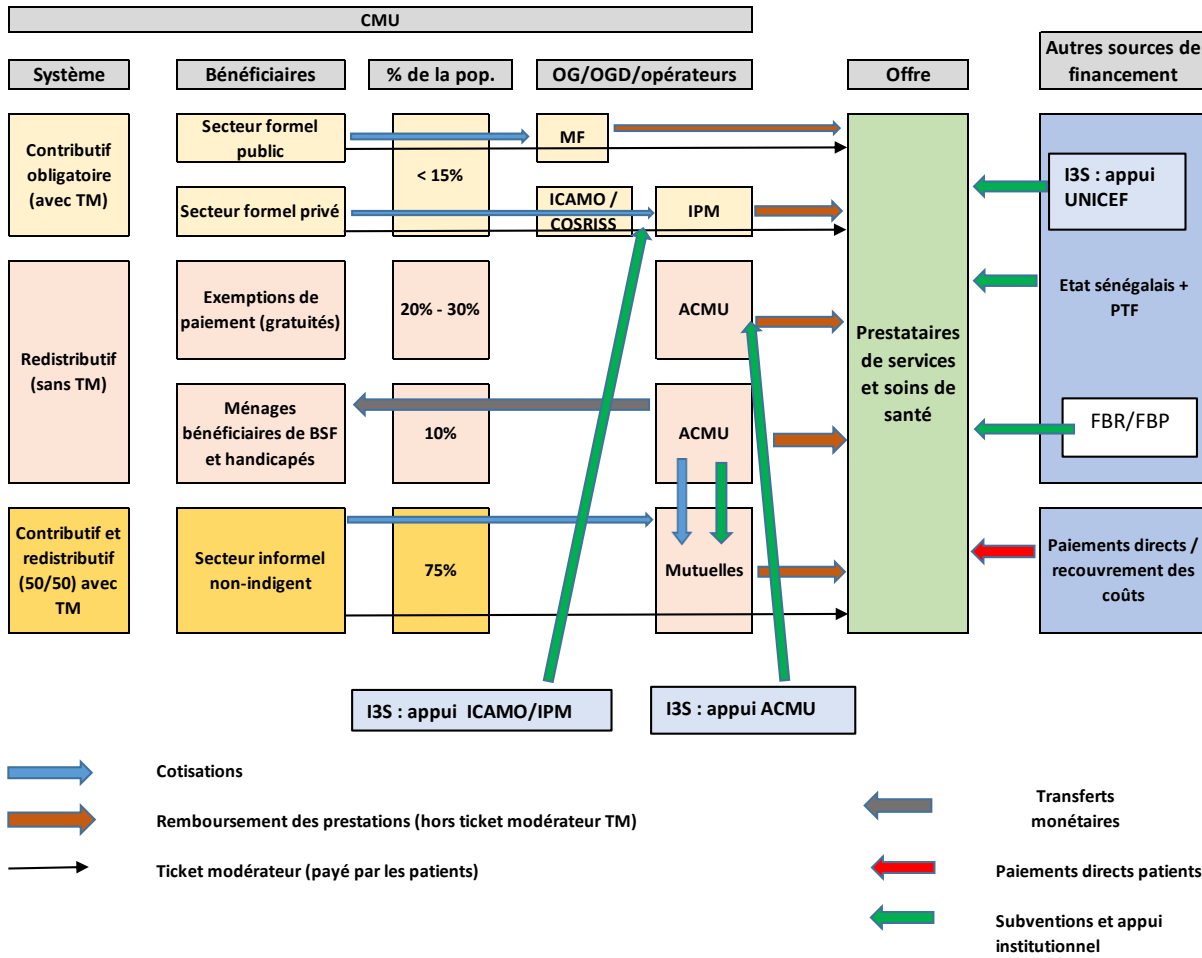 CMU
Système
Bénéficiaires
% de la pop.
OG/OGD/opérateurs
Offre
Autres sources de
financement
Contributif
obligatoire
(avec TM)
Secteur formel
public
< 15%
MF
Secteur formel privé
ICAMO /
COSRISS
IPM
I3S : appui
UNICEF
Redistributif
(sans TM)
Exemptions de
paiement (gratuités)
20% - 30%
ACMU
Etat sénégalais +
PTF
Prestataires
de services
et soins de
santé
Ménages
bénéficiaires de BSF
et handicapés
10%
ACMU
FBR/FBP
Contributif et
redistributif
(50/50) avec
TM
Secteur informel
non-indigent
75%
Mutuelles
Paiements directs /
recouvrement des
coûts
I3S : appui ICAMO/IPM
I3S : appui ACMU
Cotisations
Remboursement des prestations (hors ticket modérateur TM)
Ticket modérateur (payé par les patients)
Transferts
monétaires
Paiements directs patients
Subventions et appui
institutionnel